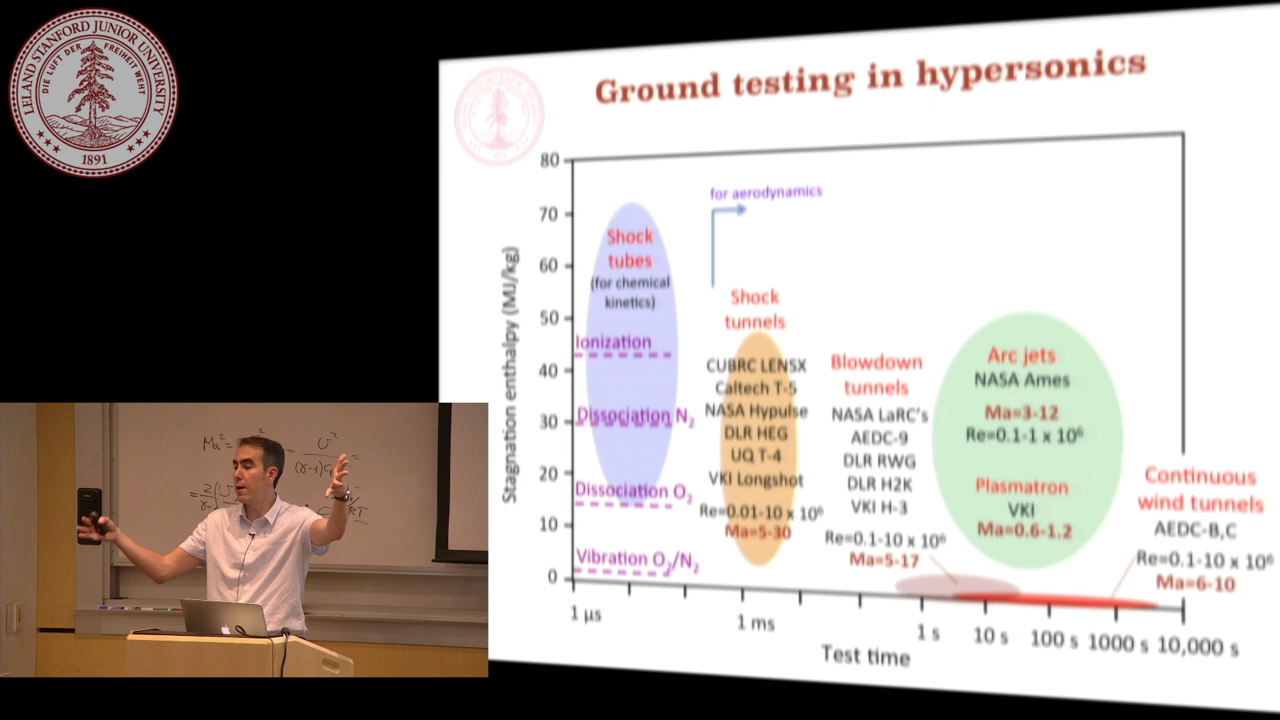 LELAND STANFORD JUNIOR UNIVERSITY
DIE LUFT DER FREIHEIT WEHT
1891
Ground testing in hypersonics
80
70
60
50
40
30
20
10
0
Stagnation enthalpy (MJ/kg)
for aerodynamics
Shock
tubes
(for chemical
kinetics)
Ionization
Dissociation N2
Dissociation O2
Vibration O2/N2
Shock
tunnels
CUBRC LENSX
Caltech T-5
NASA Hypulse
DLR HEG
UQ T-4
VKI Longshot
Re=0.01-10 x 10⁶
Ma=5-30
Blowdown
tunnels
NASA LaRC's
AEDC-9
DLR RWG
DLR H2K
VKI H-3
Re=0.1-10 x 10⁶
Ma=5-17
Arc jets
NASA Ames
Ma=3-12
Re=0.1-1 x 10⁶
Plasmatron
VKI
Ma=0.6-1.2
Continuous
wind tunnels
AEDC-B,C
Re=0.1-10 x 10⁶
Ma=6-10
1 μs
1 ms
1 s
10 s
100 s
1000 s
10,000 s
Test time
Ma² =